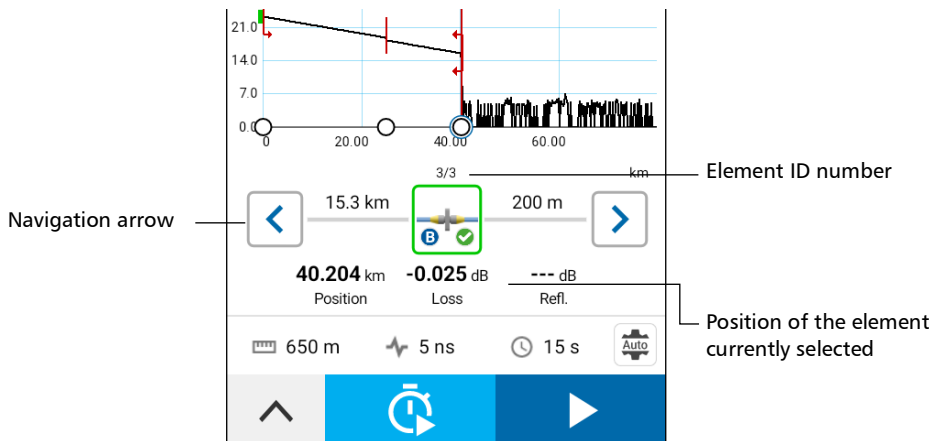 21.0
14.0
7.0
0.0
0 20.00 40.00 60.00
3/3 km
Element ID number
15.3 km 200 m
Navigation arrow
B
40.204 km -0.025 dB --- dB
Position Loss Refl.
Position of the element
currently selected
650 m 5 ns 15 s Auto